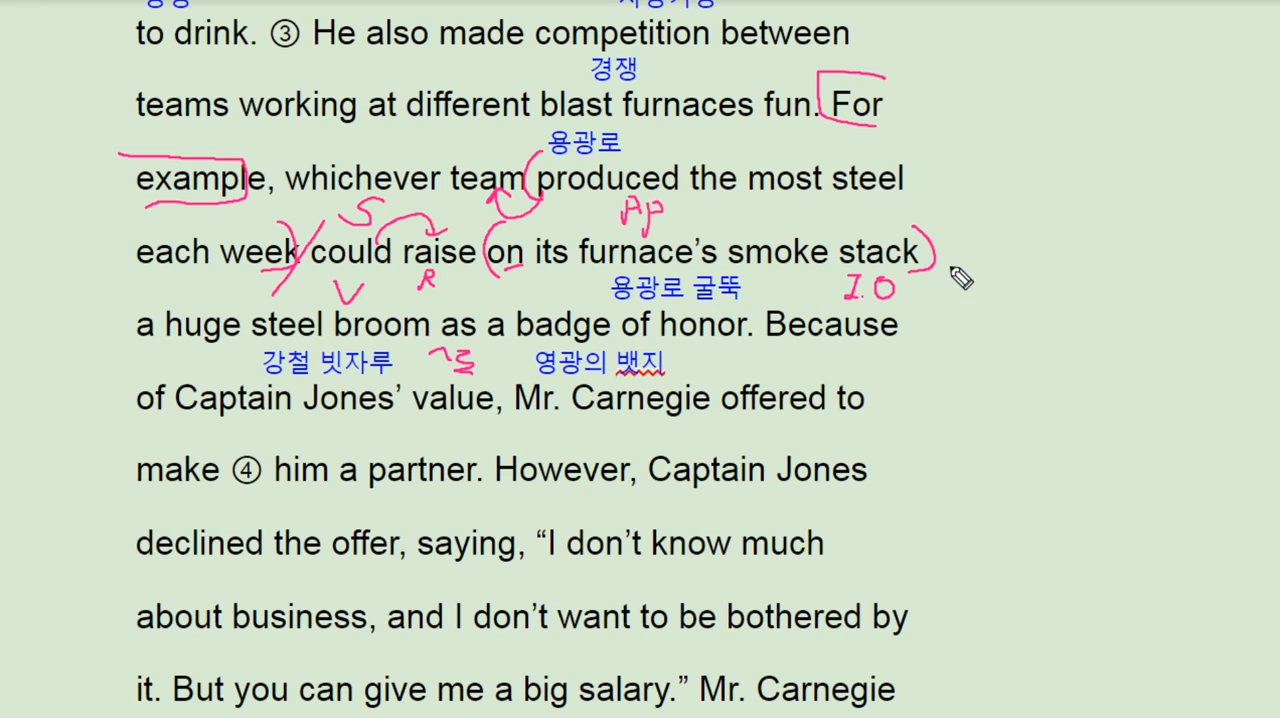 to drink. ③ He also made competition between
경쟁
teams working at different blast furnaces fun. For
용광로
example, whichever team produced the most steel
S Ap
each week could raise on its furnace's smoke stack
V R 용광로 굴뚝 I.O
a huge steel broom as a badge of honor. Because
강철 빗자루 ~로 영광의 뱃지
of Captain Jones' value, Mr. Carnegie offered to
make ④ him a partner. However, Captain Jones
declined the offer, saying, “I don't know much
about business, and I don't want to be bothered by
it. But you can give me a big salary.” Mr. Carnegie